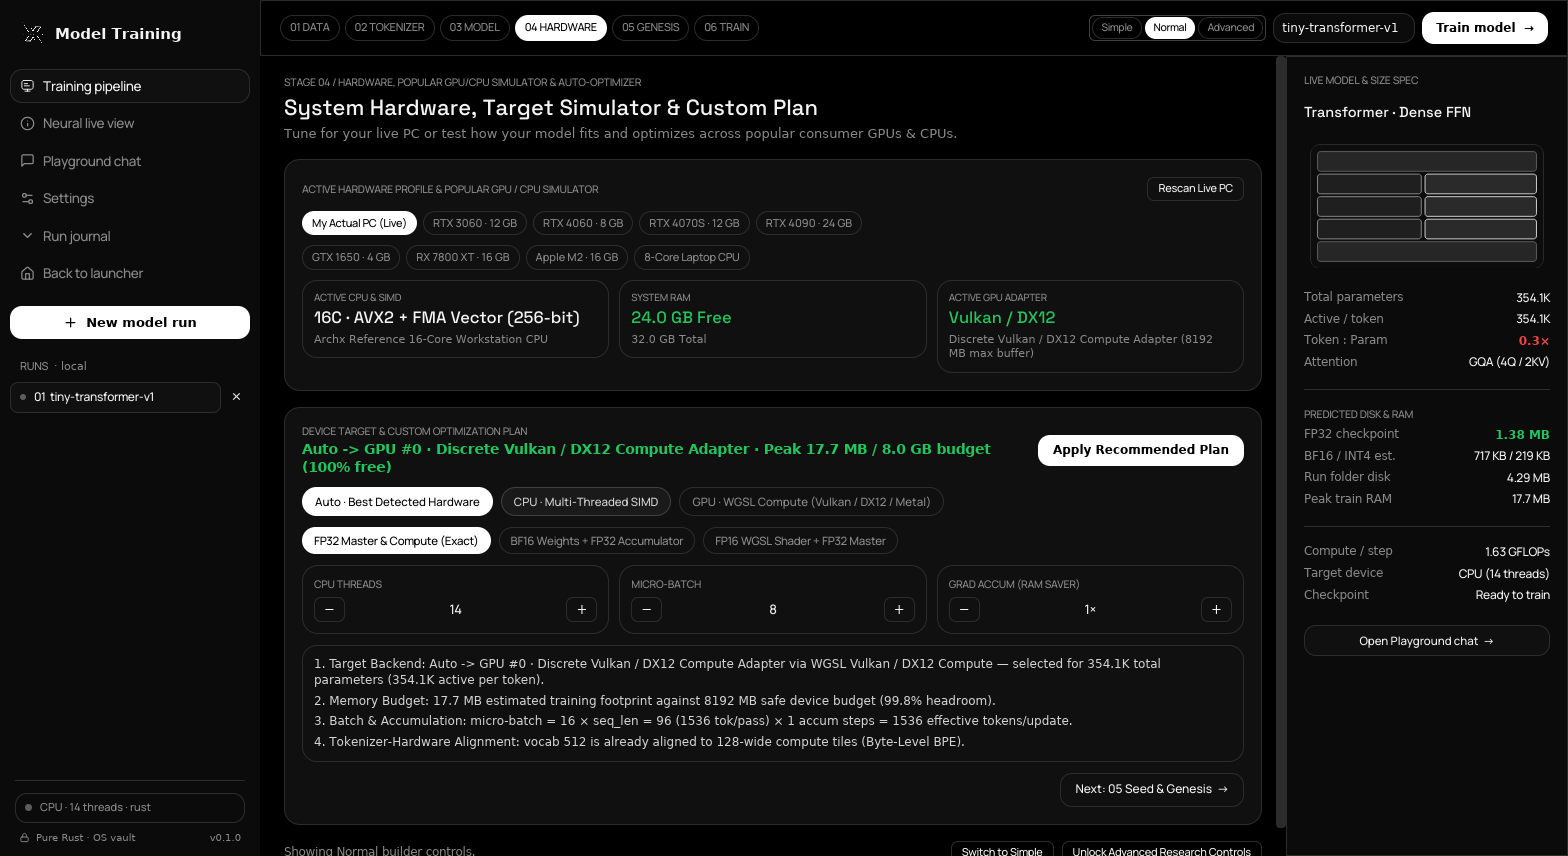 Model Training
Training pipeline
Neural live view
Playground chat
Settings
Run journal
Back to launcher
+ New model run
RUNS · local
01 tiny-transformer-v1 ×
CPU · 14 threads · rust
Pure Rust · OS vault v0.1.0
01 DATA 02 TOKENIZER 03 MODEL 04 HARDWARE 05 GENESIS 06 TRAIN
Simple Normal Advanced tiny-transformer-v1 Train model →
STAGE 04 / HARDWARE, POPULAR GPU/CPU SIMULATOR & AUTO-OPTIMIZER
System Hardware, Target Simulator & Custom Plan
Tune for your live PC or test how your model fits and optimizes across popular consumer GPUs & CPUs.
ACTIVE HARDWARE PROFILE & POPULAR GPU / CPU SIMULATOR
Rescan Live PC
My Actual PC (Live) RTX 3060 · 12 GB RTX 4060 · 8 GB RTX 4070S · 12 GB RTX 4090 · 24 GB
GTX 1650 · 4 GB RX 7800 XT · 16 GB Apple M2 · 16 GB 8-Core Laptop CPU
ACTIVE CPU & SIMD
16C · AVX2 + FMA Vector (256-bit)
Archx Reference 16-Core Workstation CPU
SYSTEM RAM
24.0 GB Free
32.0 GB Total
ACTIVE GPU ADAPTER
Vulkan / DX12
Discrete Vulkan / DX12 Compute Adapter (8192
MB max buffer)
DEVICE TARGET & CUSTOM OPTIMIZATION PLAN
Auto -> GPU #0 · Discrete Vulkan / DX12 Compute Adapter · Peak 17.7 MB / 8.0 GB budget
(100% free)
Apply Recommended Plan
Auto · Best Detected Hardware CPU · Multi-Threaded SIMD GPU · WGSL Compute (Vulkan / DX12 / Metal)
FP32 Master & Compute (Exact) BF16 Weights + FP32 Accumulator FP16 WGSL Shader + FP32 Master
CPU THREADS
− 14 +
MICRO-BATCH
− 8 +
GRAD ACCUM (RAM SAVER)
− 1× +
1. Target Backend: Auto -> GPU #0 · Discrete Vulkan / DX12 Compute Adapter via WGSL Vulkan / DX12 Compute — selected for 354.1K total
parameters (354.1K active per token).
2. Memory Budget: 17.7 MB estimated training footprint against 8192 MB safe device budget (99.8% headroom).
3. Batch & Accumulation: micro-batch = 16 × seq_len = 96 (1536 tok/pass) × 1 accum steps = 1536 effective tokens/update.
4. Tokenizer-Hardware Alignment: vocab 512 is already aligned to 128-wide compute tiles (Byte-Level BPE).
Next: 05 Seed & Genesis →
Showing Normal builder controls.
Switch to Simple Unlock Advanced Research Controls
LIVE MODEL & SIZE SPEC
Transformer · Dense FFN
Total parameters 354.1K
Active / token 354.1K
Token : Param 0.3×
Attention GQA (4Q / 2KV)
PREDICTED DISK & RAM
FP32 checkpoint 1.38 MB
BF16 / INT4 est. 717 KB / 219 KB
Run folder disk 4.29 MB
Peak train RAM 17.7 MB
Compute / step 1.63 GFLOPs
Target device CPU (14 threads)
Checkpoint Ready to train
Open Playground chat →